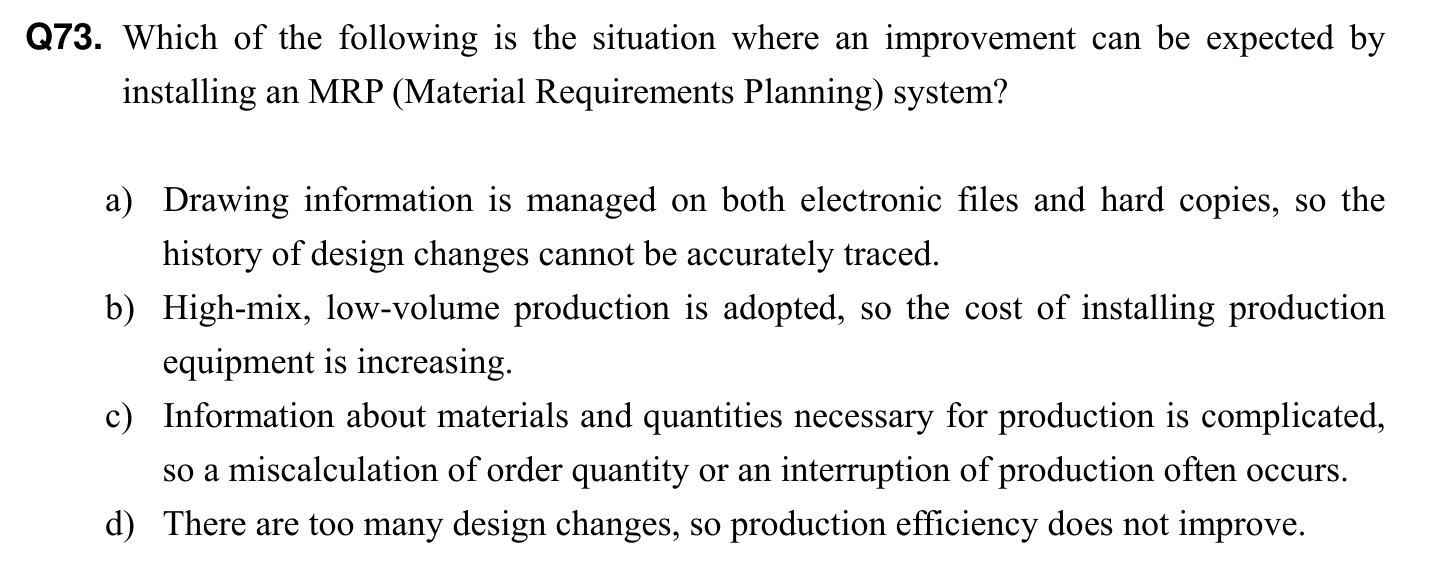 Q73. Which of the following is the situation where an improvement can be expected by
installing an MRP (Material Requirements Planning) system?
a) Drawing information is managed on both electronic files and hard copies, so the
history of design changes cannot be accurately traced.
b) High-mix, low-volume production is adopted, so the cost of installing production
equipment is increasing.
c) Information about materials and quantities necessary for production is complicated,
so a miscalculation of order quantity or an interruption of production often occurs.
d) There are too many design changes, so production efficiency does not improve.